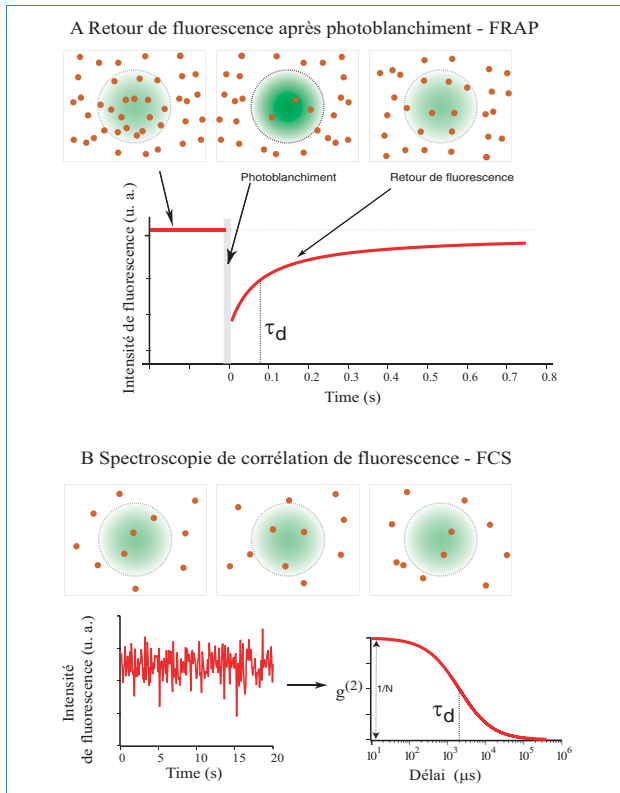 A Retour de fluorescence après photoblanchiment - FRAP
Photoblanchiment
Retour de fluorescence
Intensité de fluorescence (u. a.)
τd
0 0.1 0.2 0.3 0.4 0.5 0.6 0.7 0.8
Time (s)
B Spectroscopie de corrélation de fluorescence - FCS
Intensité
de fluorescence (u. a.)
0 5 10 15 20
Time (s)
g(2)
1/N
τd
10¹ 10² 10³ 10⁴ 10⁵ 10⁶
Délai (µs)